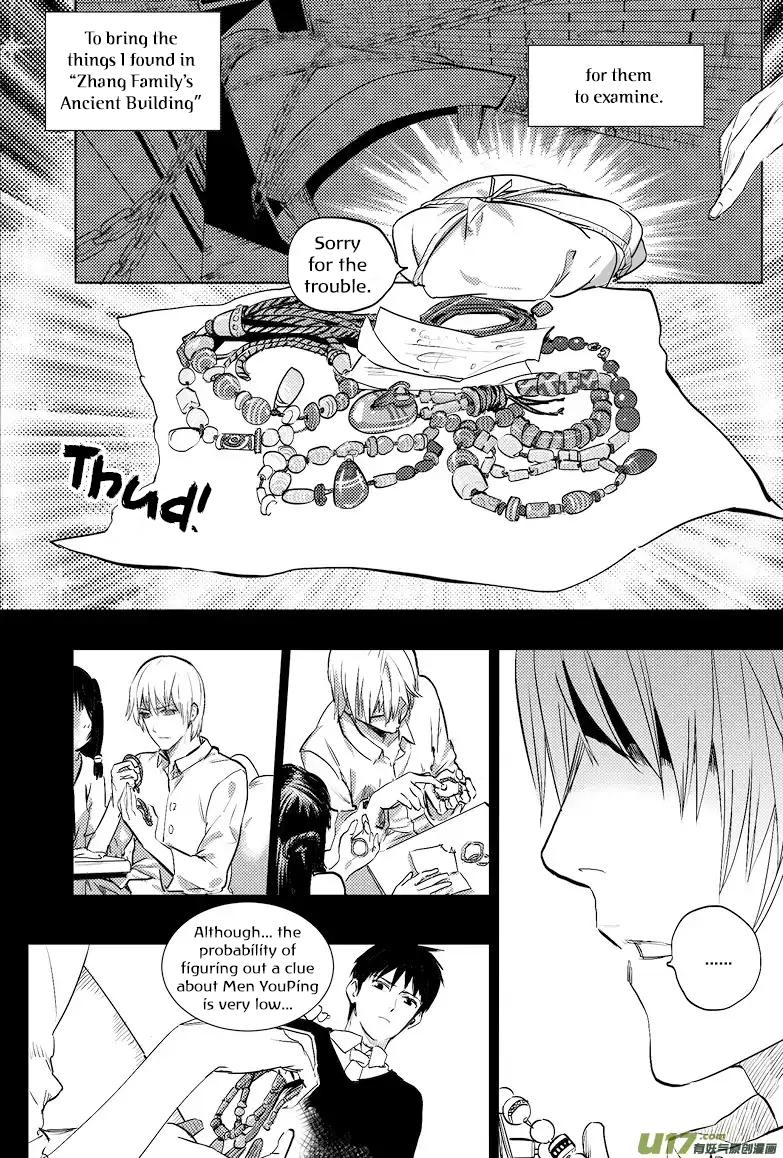 To bring the
things I found in
“Zhang Family’s
Ancient Building”
for them
to examine.
Sorry
for the
trouble.
Thud!
......
Although... the
probability of
figuring out a clue
about Men YouPing
is very low...
U17.com
有妖气原创漫画